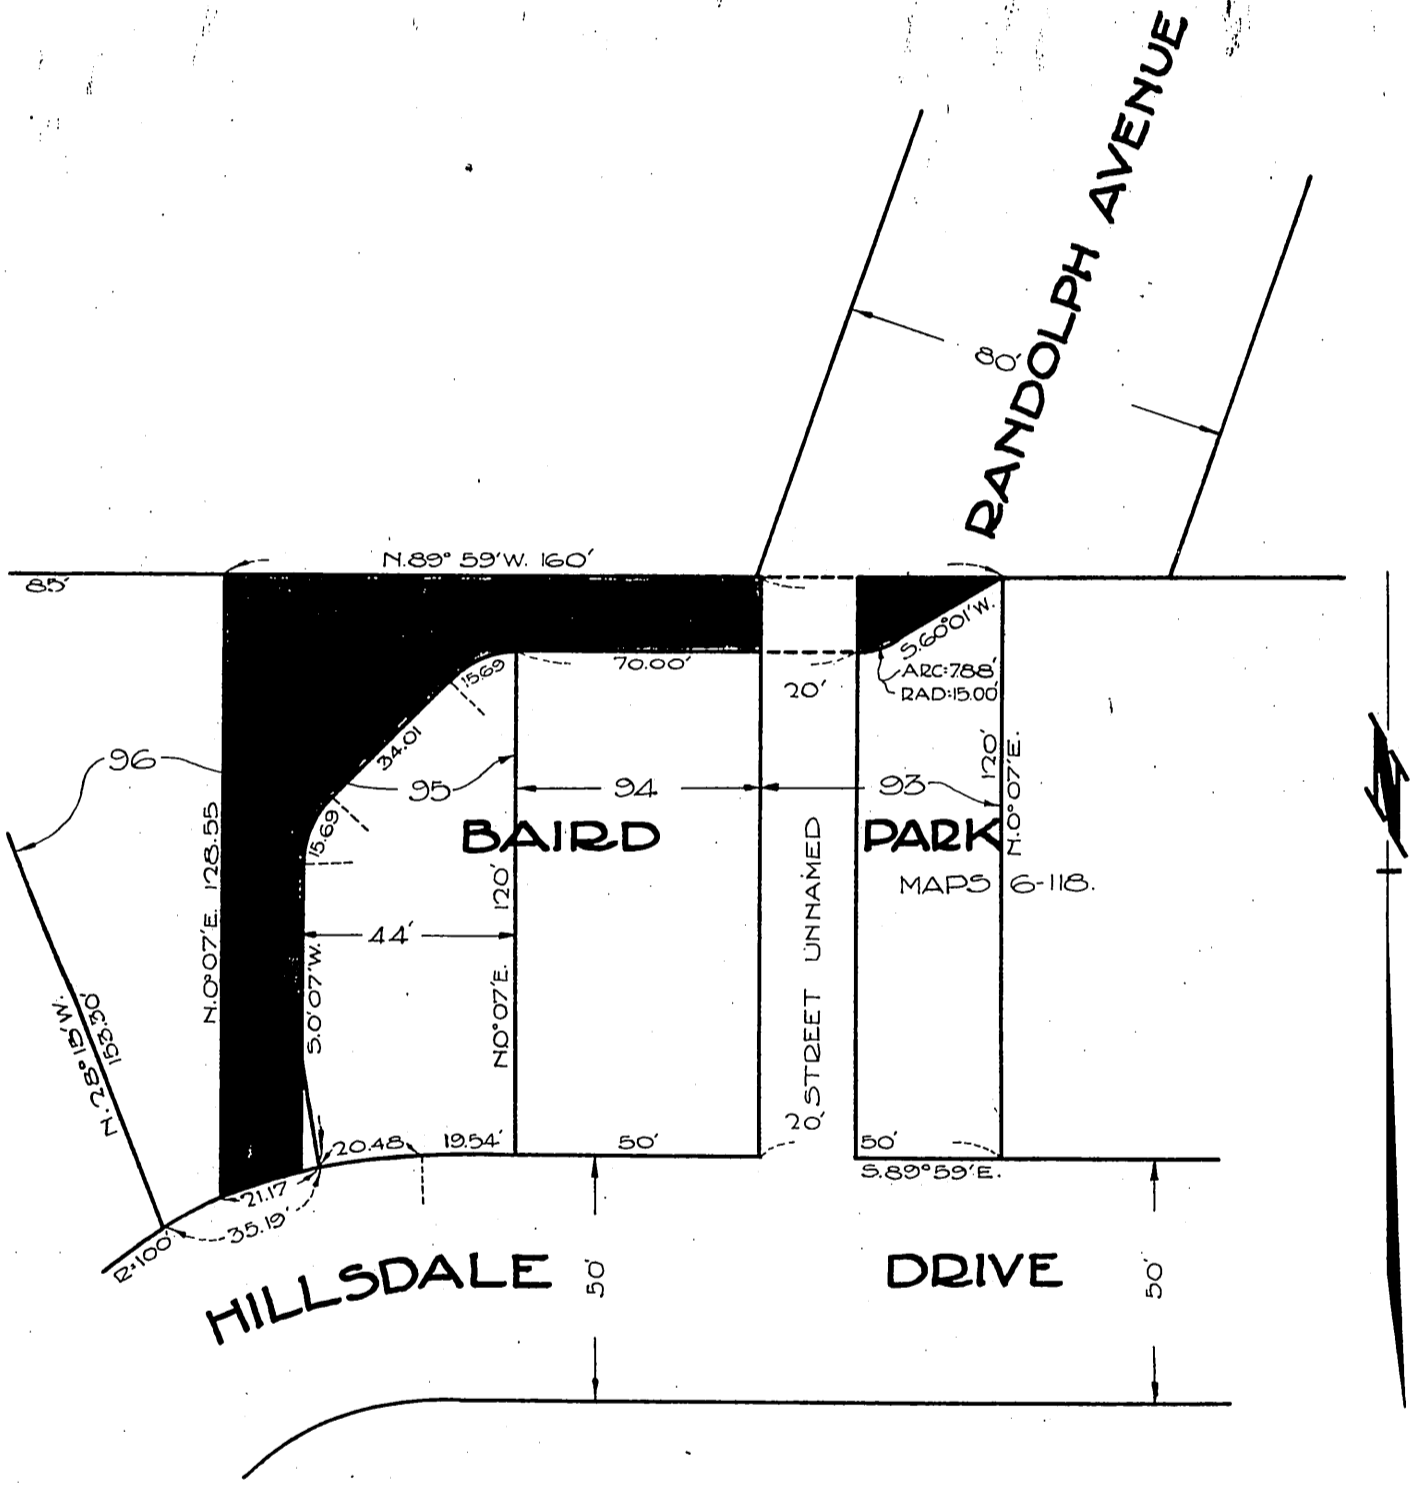 RANDOLPH AVENUE
80'
N.89° 59'W. 160'
85'
S.60°01'W.
ARC:7.88'
RAD:15.00'
15.69
70.00'
20'
34.01
96
95
94
93
120'
N.0°07'E.
15.69
BAIRD PARK
MAPS 6-118.
N.0°07'E. 128.55
44'
S.0°07'W.
N.0°07'E. 120'
20' STREET UNNAMED
N.28°15'W.
153.30'
20.48
19.54'
50'
50'
S.89°59'E.
21.17
35.19'
R=100'
HILLSDALE DRIVE
50'
50'